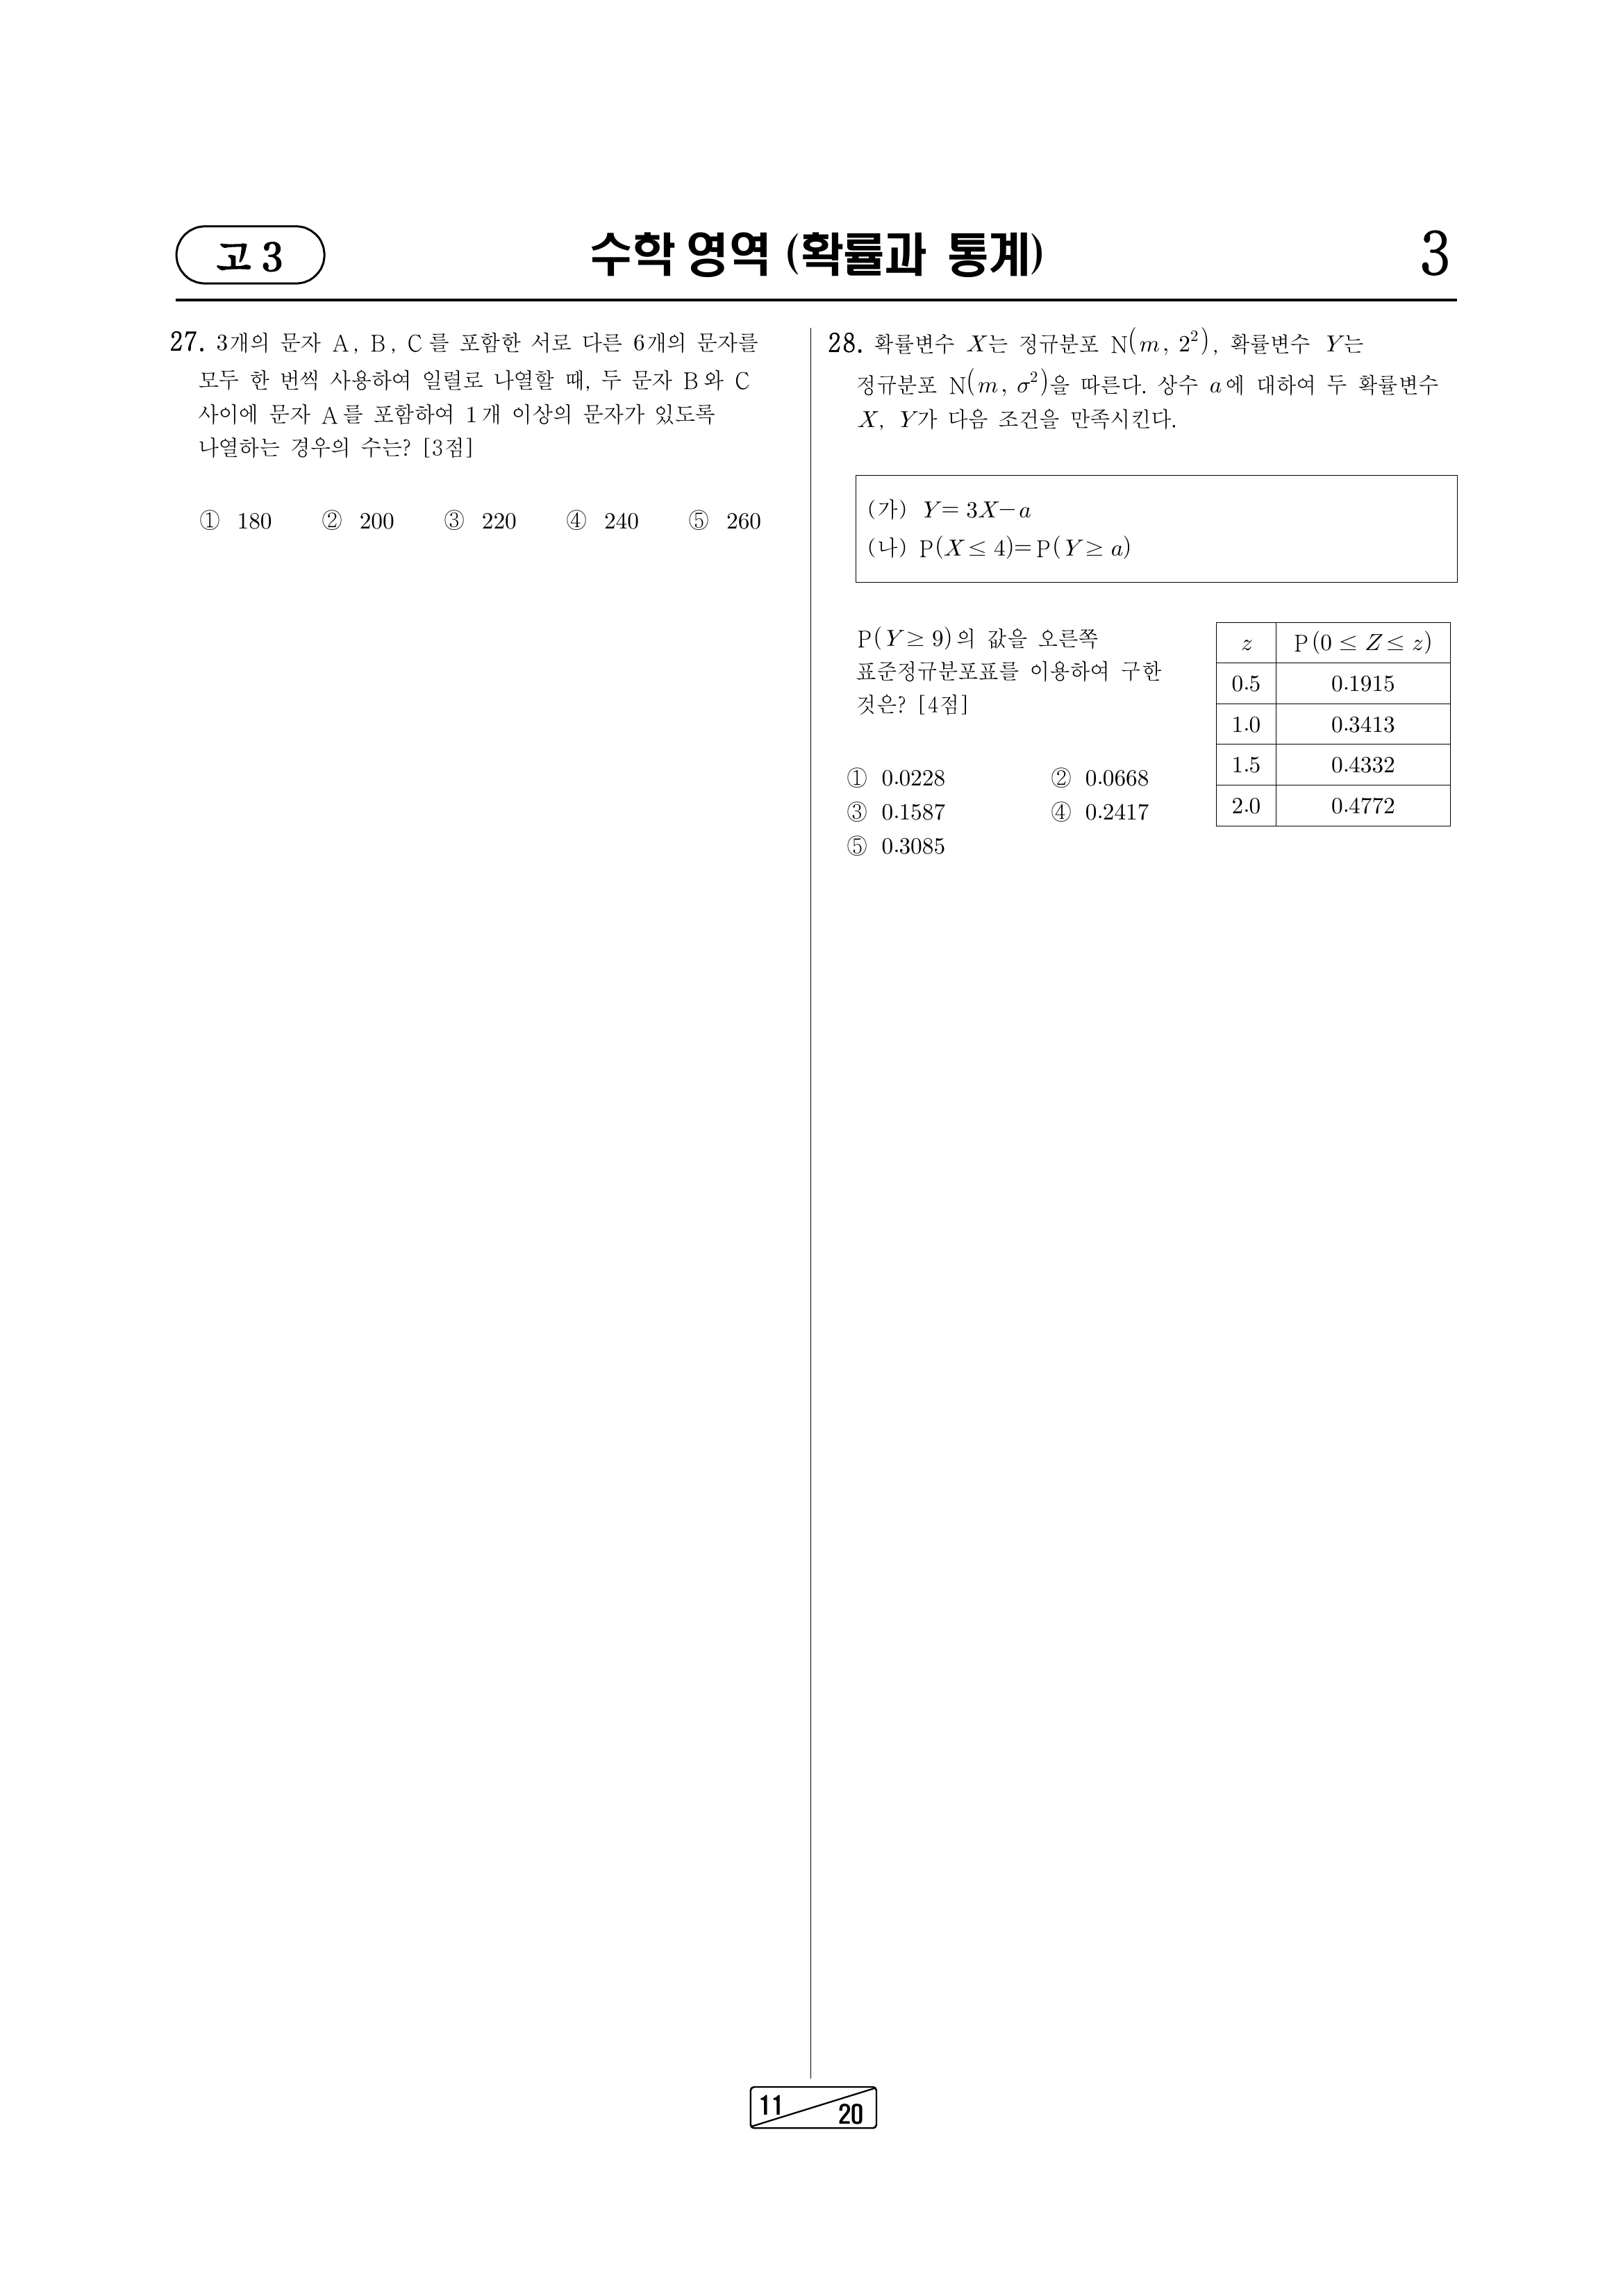 고 3
수학 영역 (확률과 통계)
3
27. 3개의 문자 A, B, C를 포함한 서로 다른 6개의 문자를
모두 한 번씩 사용하여 일렬로 나열할 때, 두 문자 B와 C
사이에 문자 A를 포함하여 1개 이상의 문자가 있도록
나열하는 경우의 수는? [3점]
① 180 ② 200 ③ 220 ④ 240 ⑤ 260
28. 확률변수 X는 정규분포 N(m, 2²), 확률변수 Y는
정규분포 N(m, σ²)을 따른다. 상수 a에 대하여 두 확률변수
X, Y가 다음 조건을 만족시킨다.
(가) Y=3X−a
(나) P(X≤4)=P(Y≥a)
P(Y≥9)의 값을 오른쪽
표준정규분포표를 이용하여 구한
것은? [4점]
① 0.0228 ② 0.0668
③ 0.1587 ④ 0.2417
⑤ 0.3085
z P(0≤Z≤z)
0.5 0.1915
1.0 0.3413
1.5 0.4332
2.0 0.4772
11
20